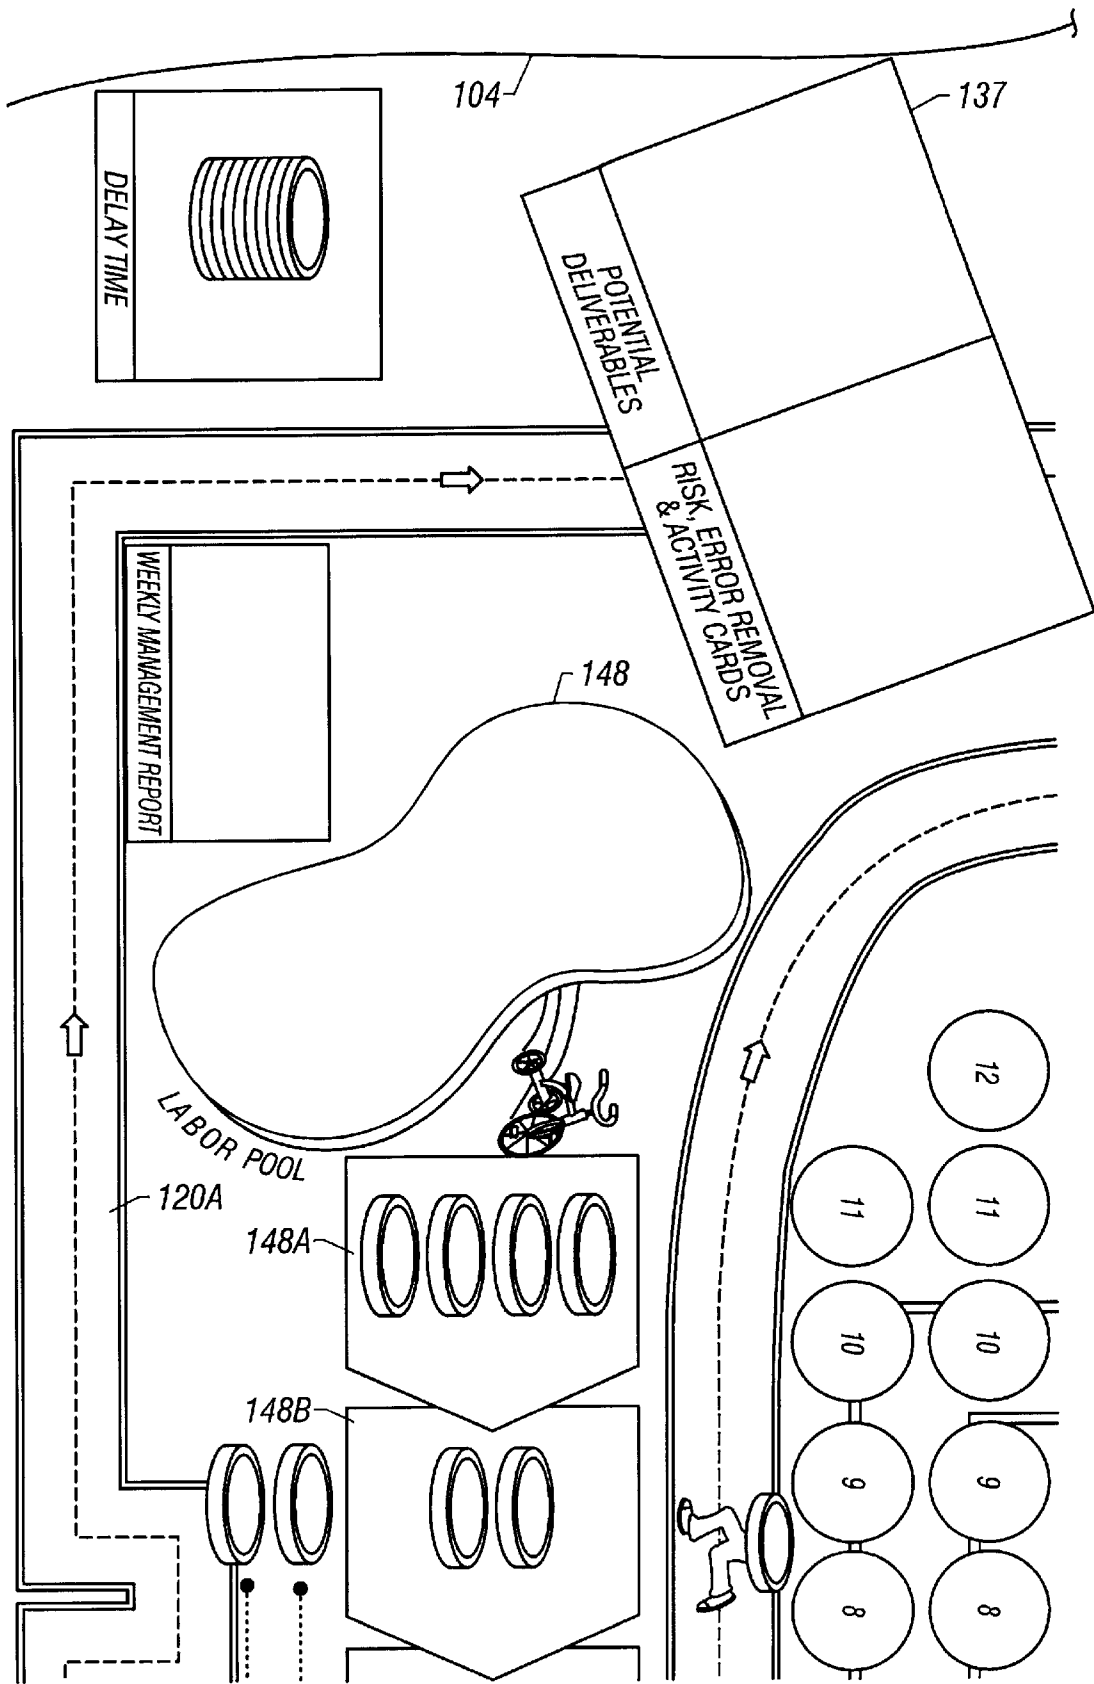 104
137
DELAY TIME
POTENTIAL
DELIVERABLES
RISK, ERROR REMOVAL
& ACTIVITY CARDS
WEEKLY MANAGEMENT REPORT
148
LABOR POOL
120A
148A
148B
12
11
11
10
10
9
9
8
8